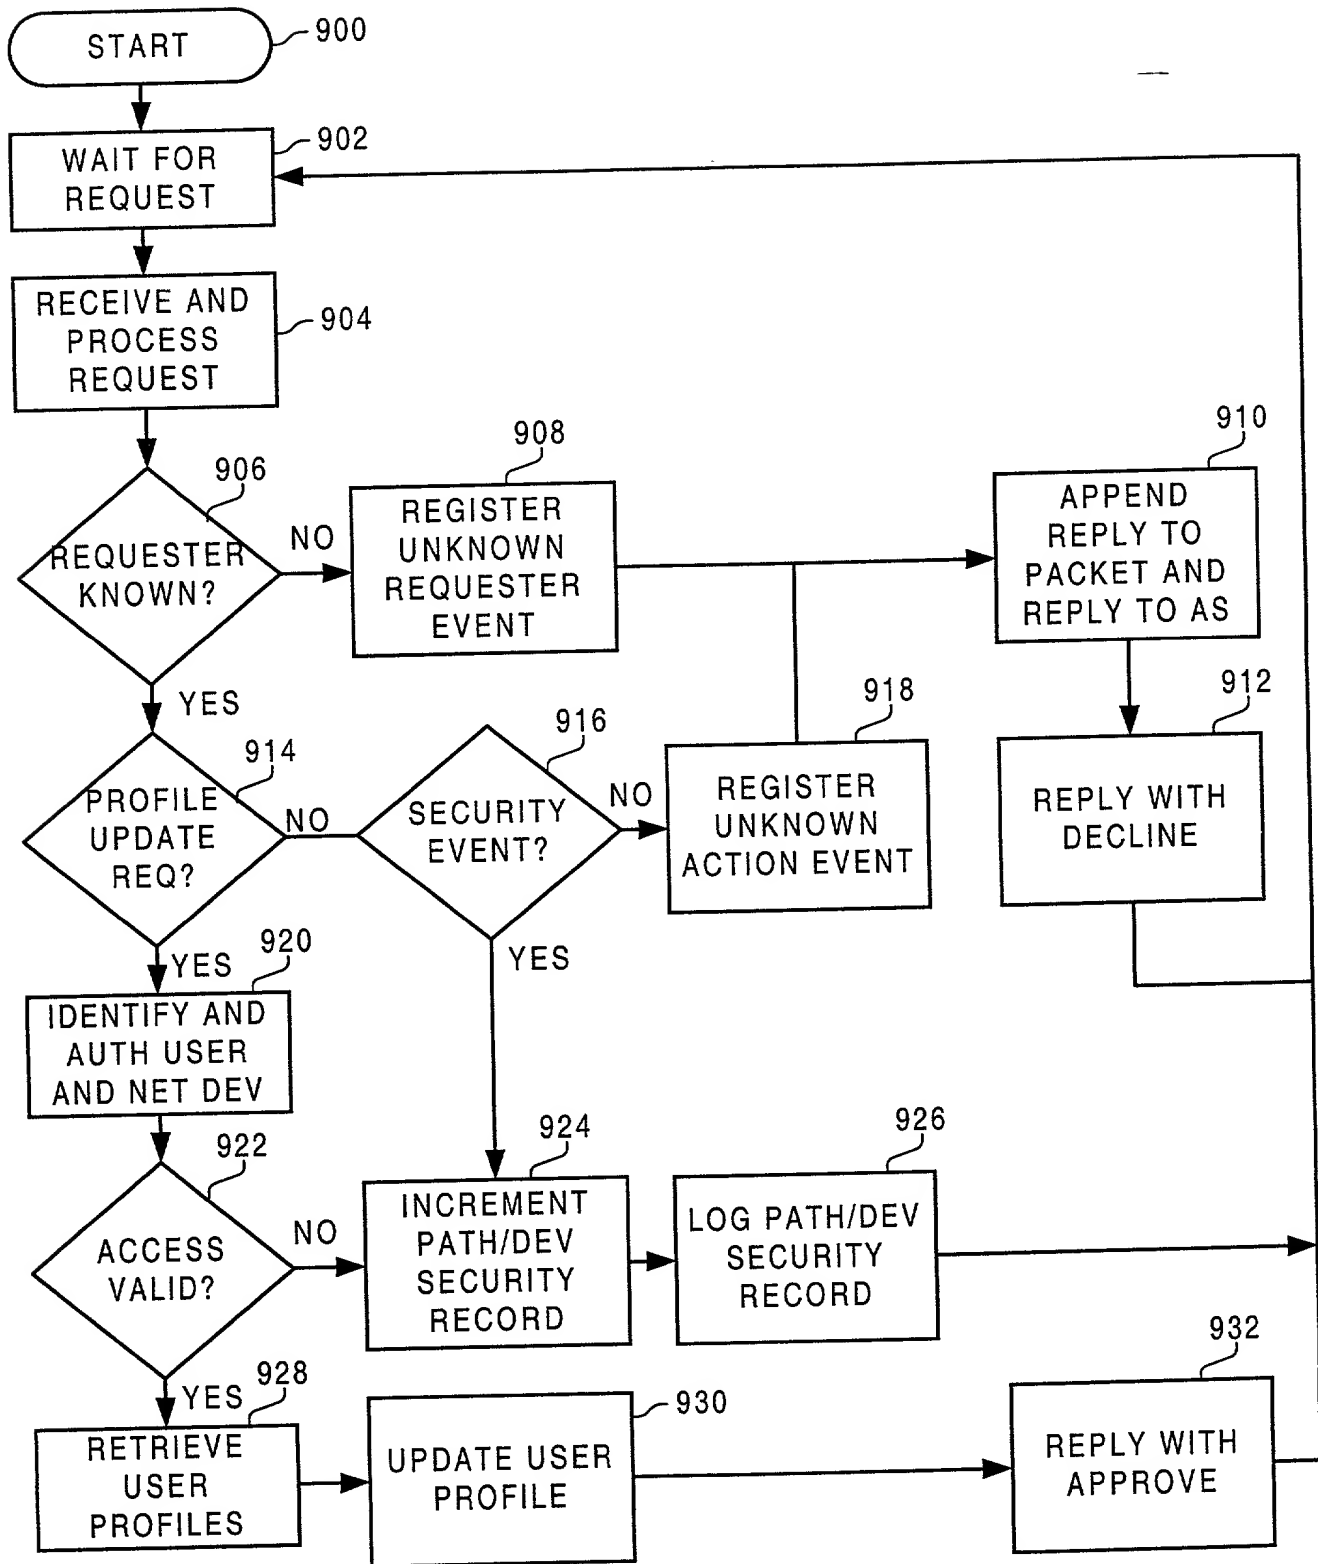 START
900
902
WAIT FOR
REQUEST
RECEIVE AND
PROCESS
REQUEST
904
906
REQUESTER
KNOWN?
NO
908
REGISTER
UNKNOWN
REQUESTER
EVENT
910
APPEND
REPLY TO
PACKET AND
REPLY TO AS
YES
912
REPLY WITH
DECLINE
914
PROFILE
UPDATE
REQ?
NO
916
SECURITY
EVENT?
NO
918
REGISTER
UNKNOWN
ACTION EVENT
YES
YES
920
IDENTIFY AND
AUTH USER
AND NET DEV
922
ACCESS
VALID?
NO
924
INCREMENT
PATH/DEV
SECURITY
RECORD
926
LOG PATH/DEV
SECURITY
RECORD
YES
928
RETRIEVE
USER
PROFILES
930
UPDATE USER
PROFILE
932
REPLY WITH
APPROVE